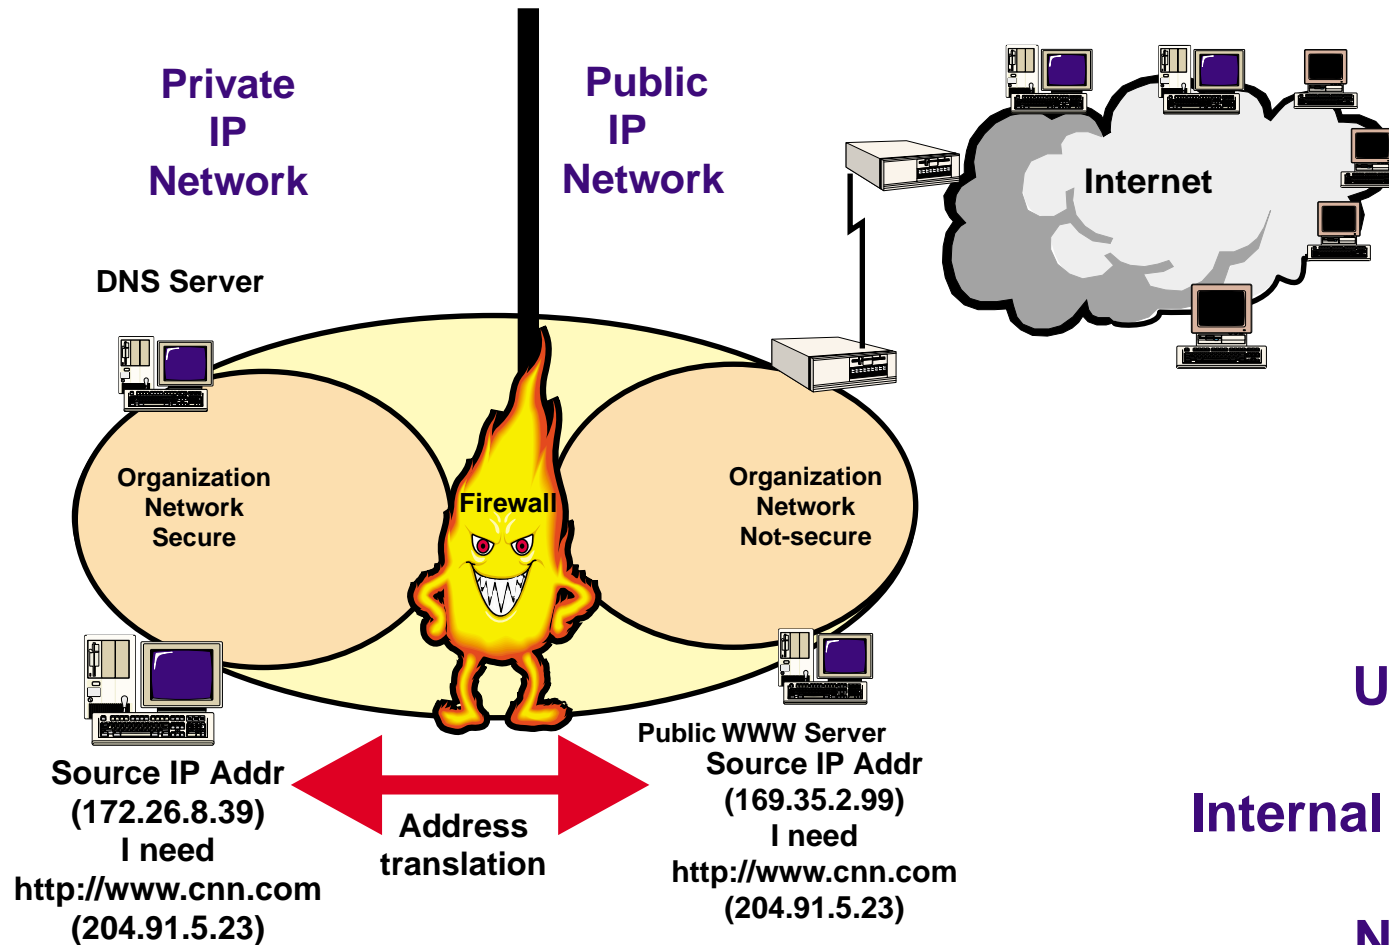 Private
IP
Network
Public
IP
Network
Internet
DNS Server
Organization
Network
Secure
Firewall
Organization
Network
Not-secure
Public WWW Server
Source IP Addr
(172.26.8.39)
I need
http://www.cnn.com
(204.91.5.23)
Address
translation
Source IP Addr
(169.35.2.99)
I need
http://www.cnn.com
(204.91.5.23)
U
Internal
N